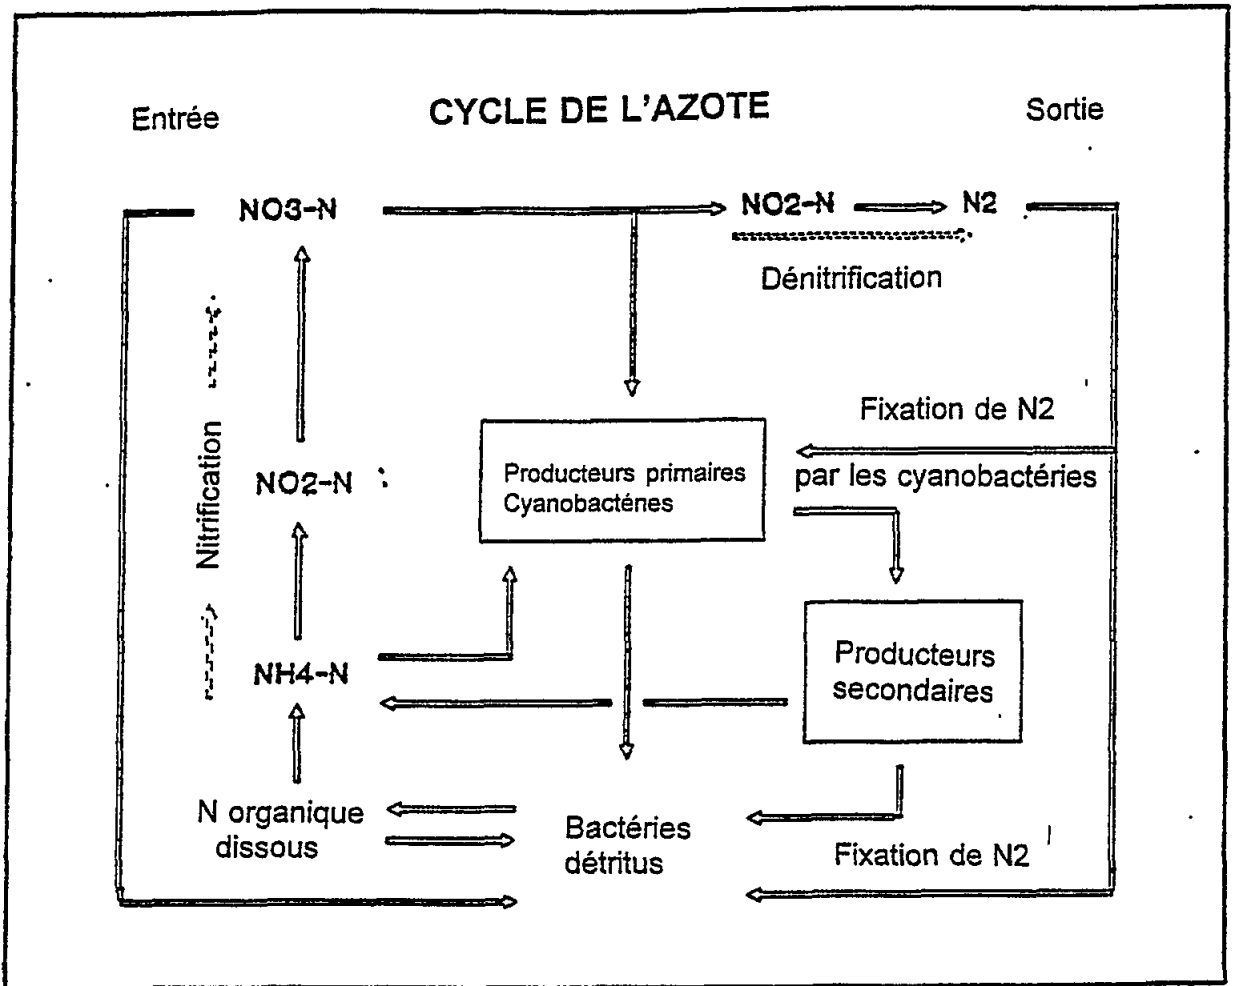 Entrée
CYCLE DE L'AZOTE
Sortie
NO3-N
NO2-N
N2
Dénitrification
Nitrification
Fixation de N2
par les cyanobactéries
Producteurs primaires
Cyanobacténes
NO2-N
Producteurs
secondaires
NH4-N
N organique
dissous
Bactéries
détritus
Fixation de N2